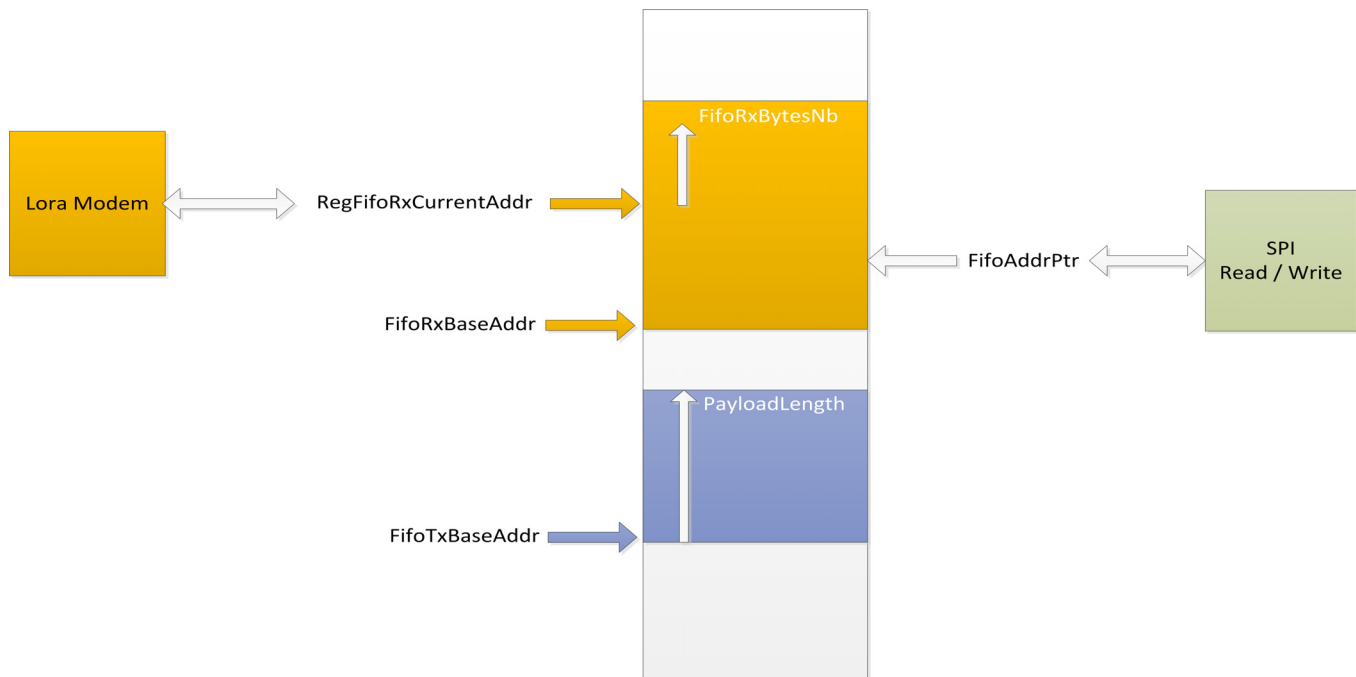 FifoRxBytesNb
Lora Modem
RegFifoRxCurrentAddr
SPI
Read / Write
FifoAddrPtr
FifoRxBaseAddr
PayloadLength
FifoTxBaseAddr